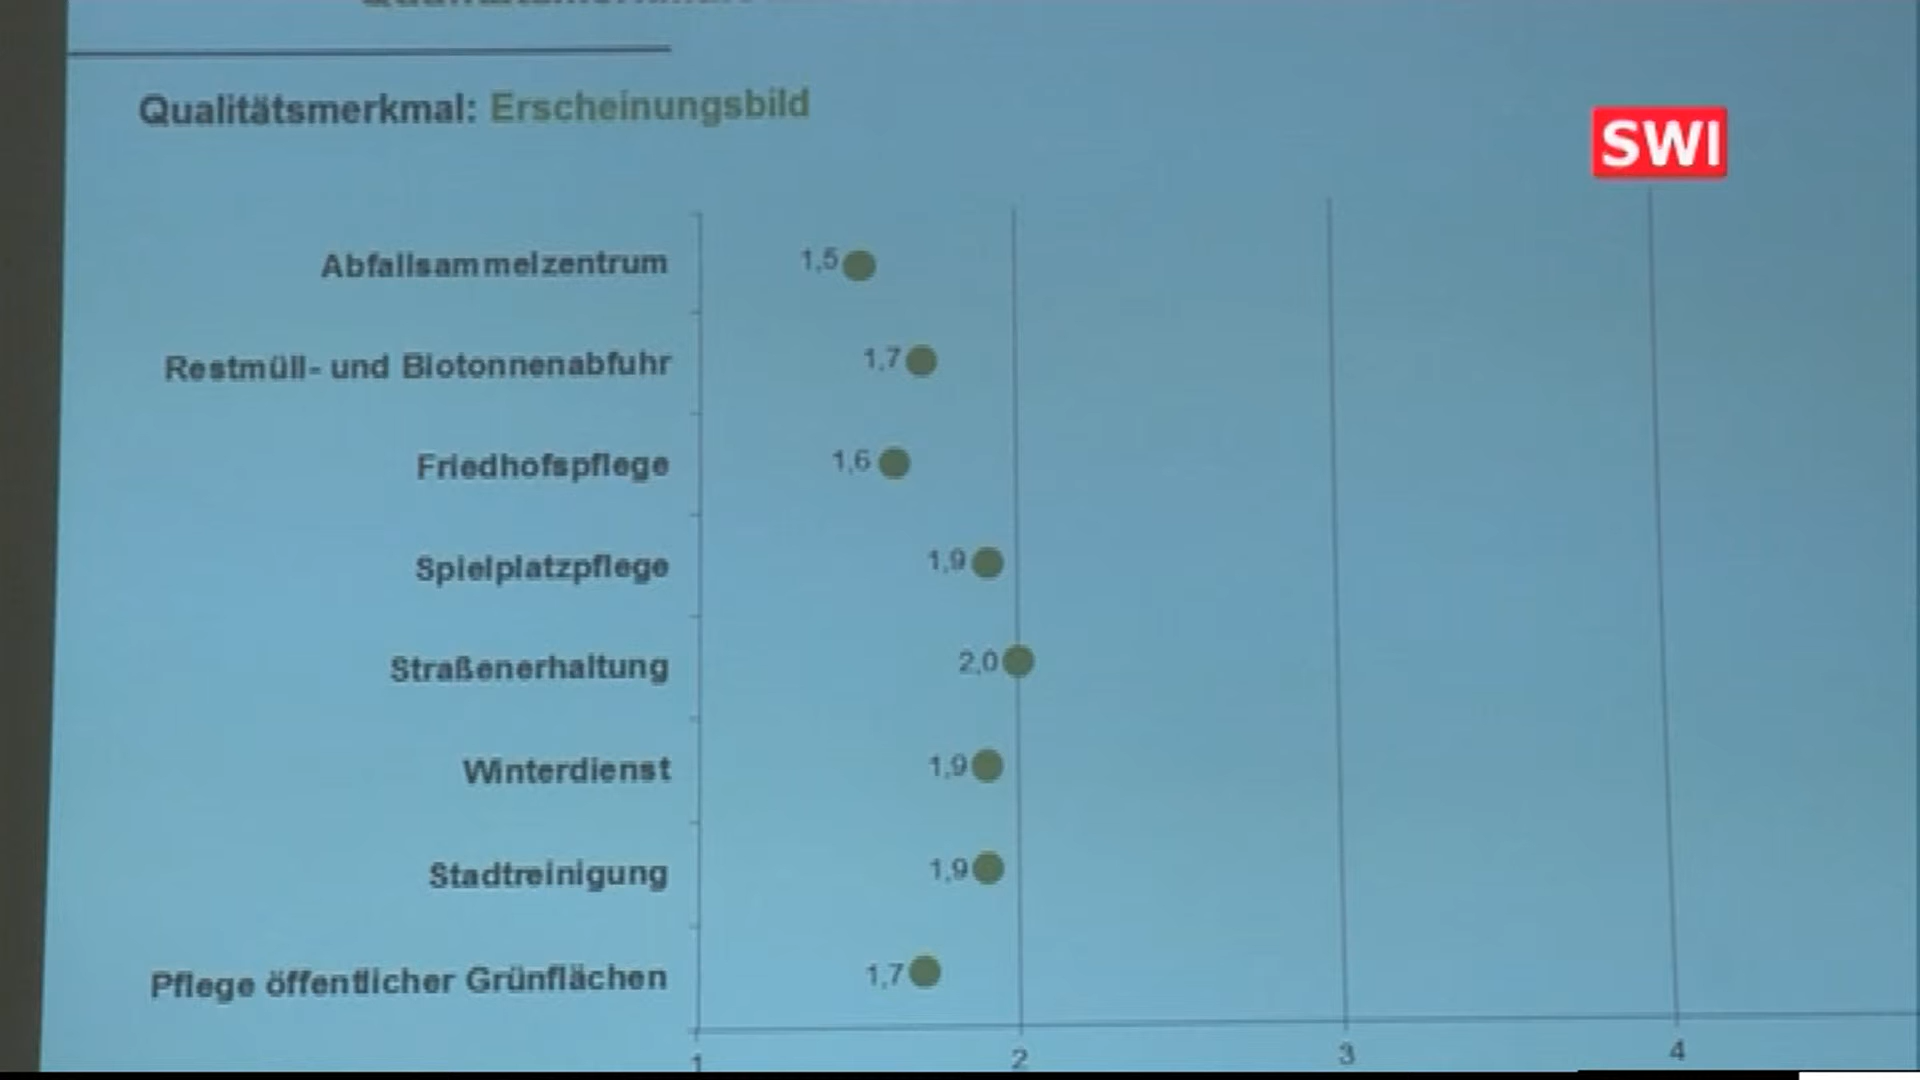 Qualitätsmerkmal: Erscheinungsbild
SWI
Abfallsammelzentrum 1,5
Restmüll- und Biotonnenabfuhr 1,7
Friedhofspflege 1,6
Spielplatzpflege 1,9
Straßenerhaltung 2,0
Winterdienst 1,9
Stadtreinigung 1,9
Pflege öffentlicher Grünflächen 1,7
1 2 3 4